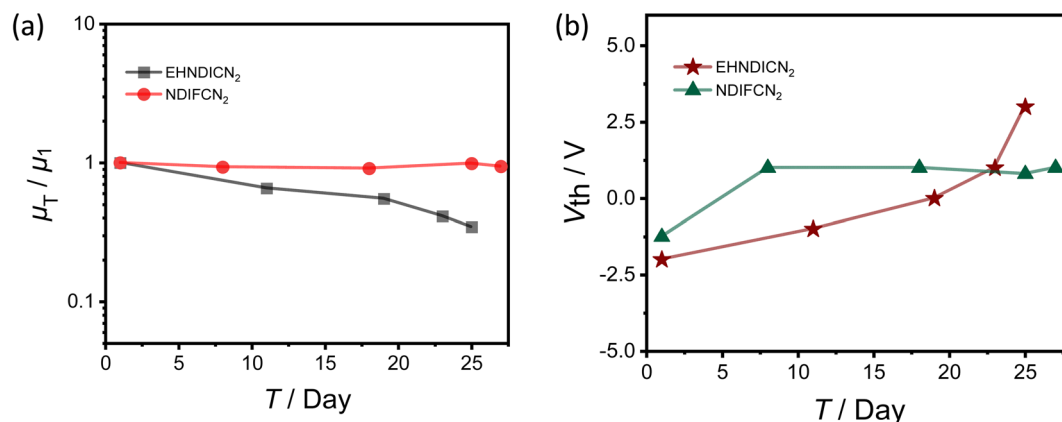 (a)
10
1
0.1
μT / μ1
EHNDICN₂
NDIFCN₂
0 5 10 15 20 25
T / Day
(b)
5.0
2.5
0.0
-2.5
-5.0
Vth / V
EHNDICN₂
NDIFCN₂
0 5 10 15 20 25
T / Day